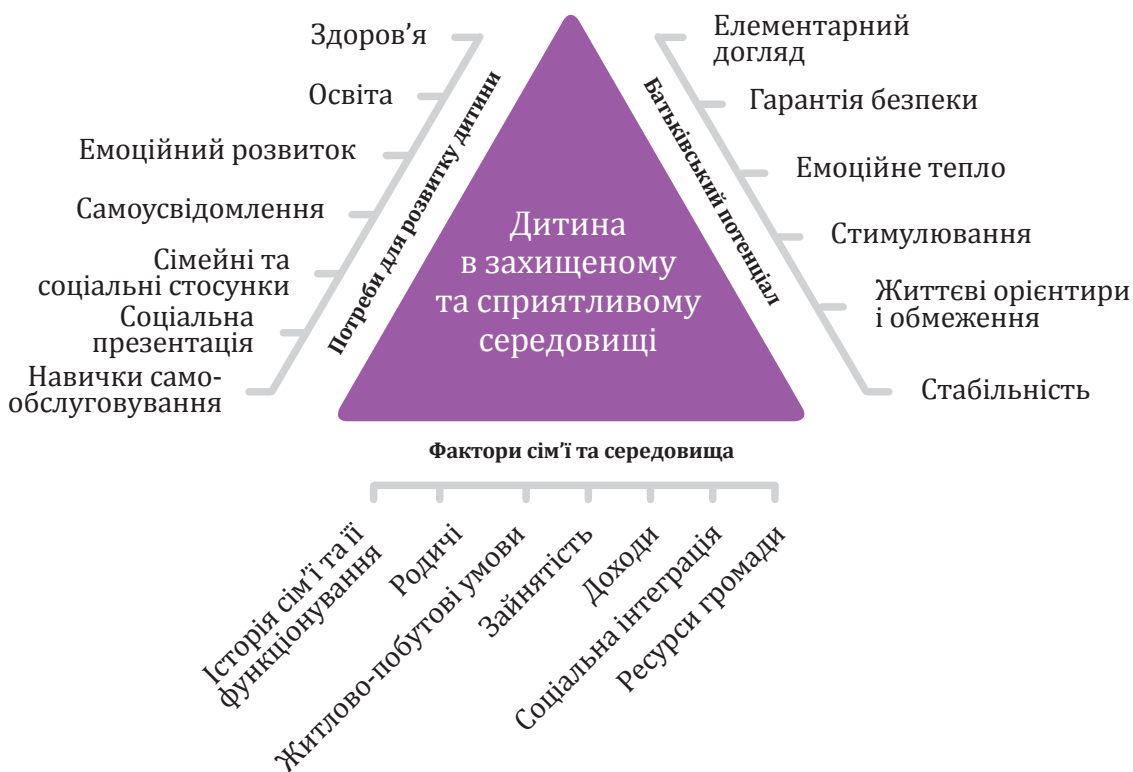 Здоров’я
Освіта
Емоційний розвиток
Самоусвідомлення
Сімейні та
соціальні стосунки
Соціальна
презентація
Навички само-
обслуговування
Потреби для розвитку дитини
Дитина
в захищеному
та сприятливому
середовищі
Батьківський потенціал
Елементарний
догляд
Гарантія безпеки
Емоційне тепло
Стимулювання
Життєві орієнтири
і обмеження
Стабільність
Фактори сім’ї та середовища
Історія сім’ї та її
функціонування
Родичі
Житлово-побутові умови
Зайнятість
Доходи
Соціальна інтеграція
Ресурси громади